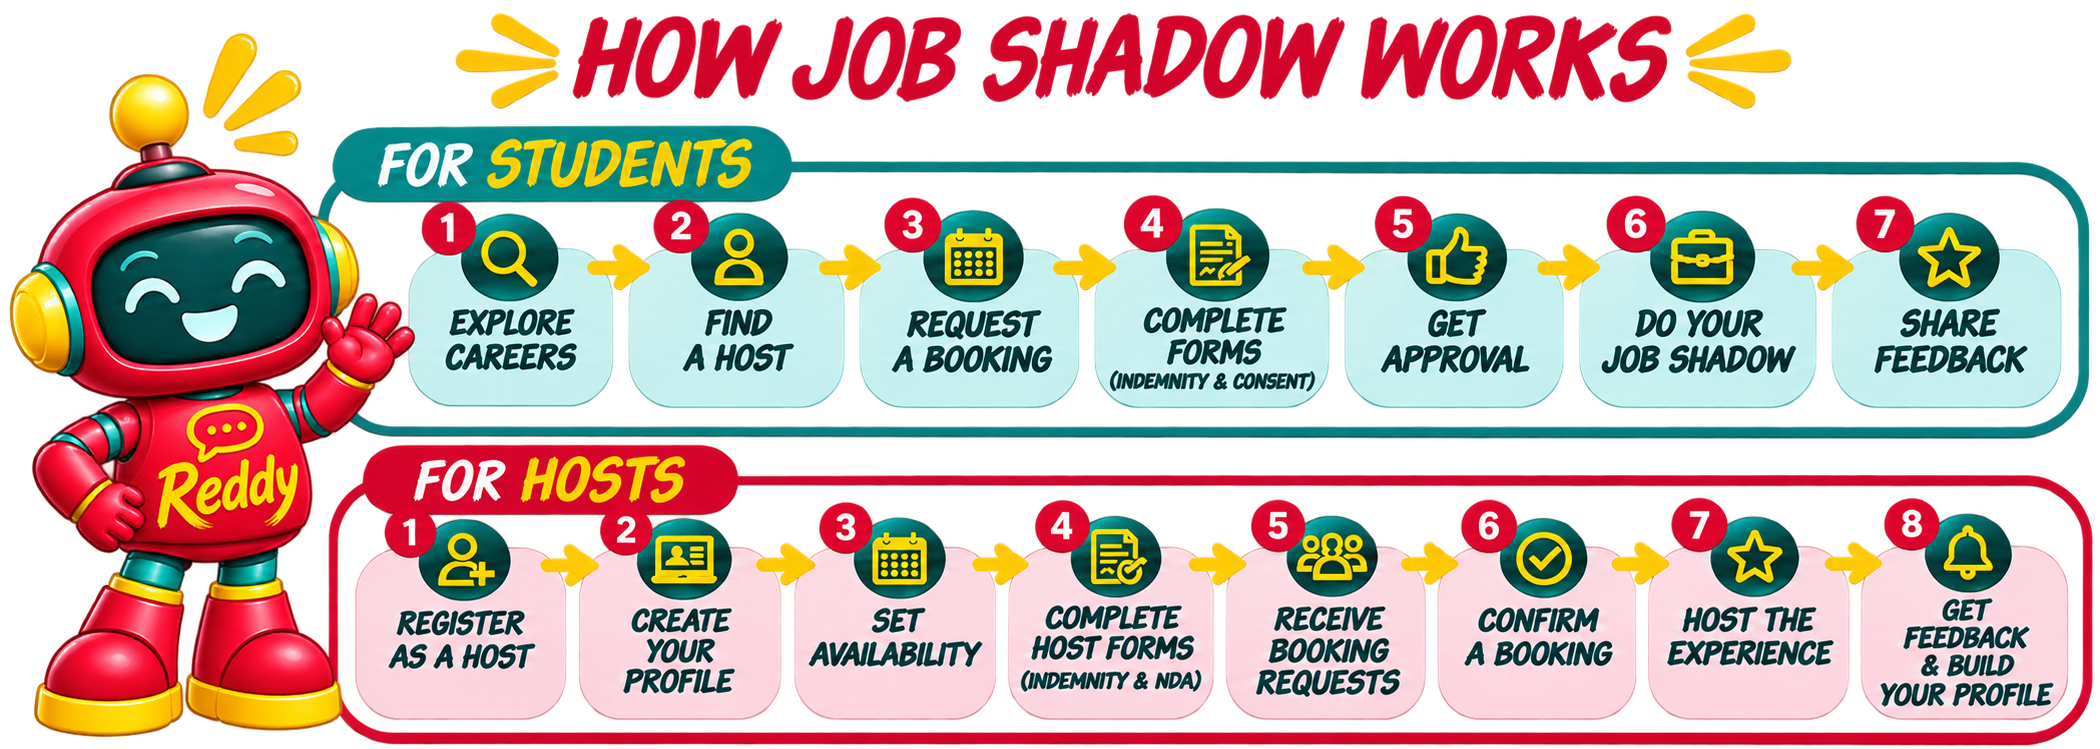 HOW JOB SHADOW WORKS
FOR STUDENTS
1
EXPLORE
CAREERS
2
FIND
A HOST
3
REQUEST
A BOOKING
4
COMPLETE
FORMS
(INDEMNITY & CONSENT)
5
GET
APPROVAL
6
DO YOUR
JOB SHADOW
7
SHARE
FEEDBACK
Reddy
FOR HOSTS
1
REGISTER
AS A HOST
2
CREATE
YOUR
PROFILE
3
SET
AVAILABILITY
4
COMPLETE
HOST FORMS
(INDEMNITY & NDA)
5
RECEIVE
BOOKING
REQUESTS
6
CONFIRM
A BOOKING
7
HOST THE
EXPERIENCE
8
GET
FEEDBACK
& BUILD
YOUR PROFILE